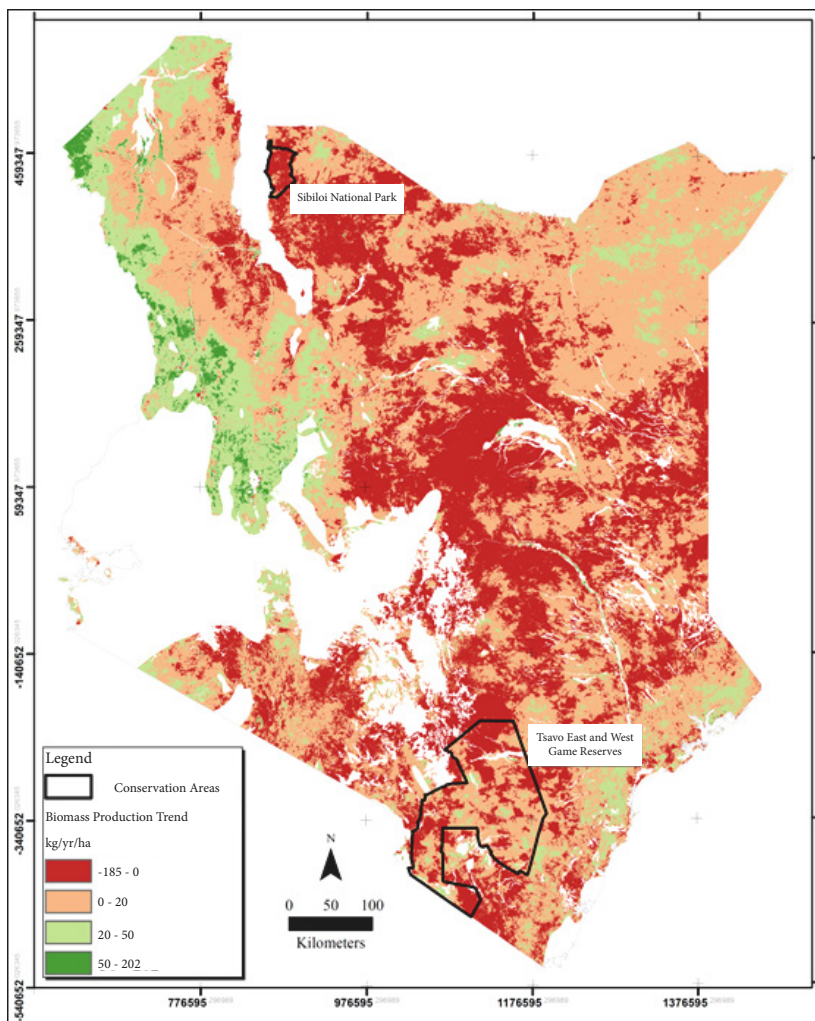 Sibiloi National Park
Tsavo East and West
Game Reserves
Legend
Conservation Areas
Biomass Production Trend
kg/yr/ha
-185 - 0
0 - 20
20 - 50
50 - 202
N
0 50 100
Kilometers
459347
259347
59347
-140652
-340652
-540652
776595
976595
1176595
1376595